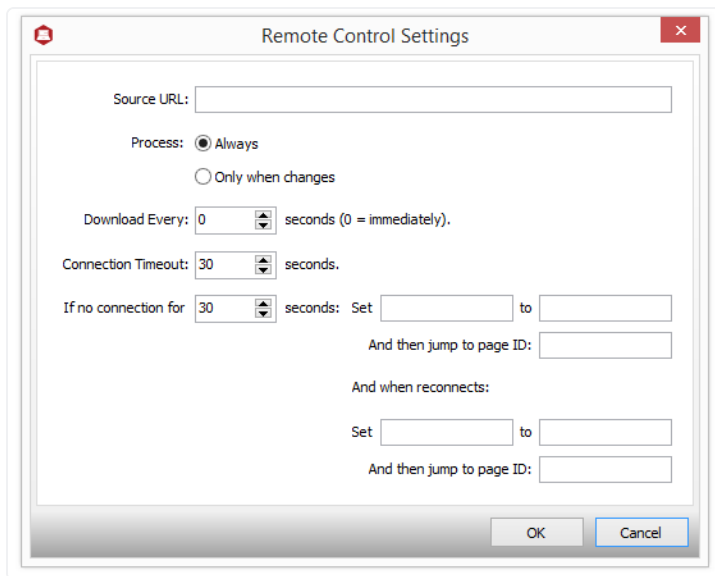 Remote Control Settings
Source URL:
Process: Always
Only when changes
Download Every: 0 seconds (0 = immediately).
Connection Timeout: 30 seconds.
If no connection for 30 seconds: Set to
And then jump to page ID:
And when reconnects:
Set to
And then jump to page ID:
OK Cancel